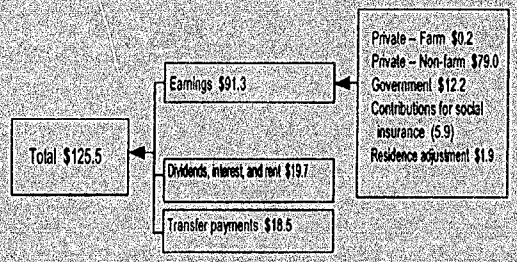 Private – Farm $0.2
Private – Non-farm $79.0
Government $12.2
Contributions for social
insurance (5.9)
Residence adjustment $1.9
Earnings $91.3
Total $125.5
Dividends, interest, and rent $19.7
Transfer payments $18.5